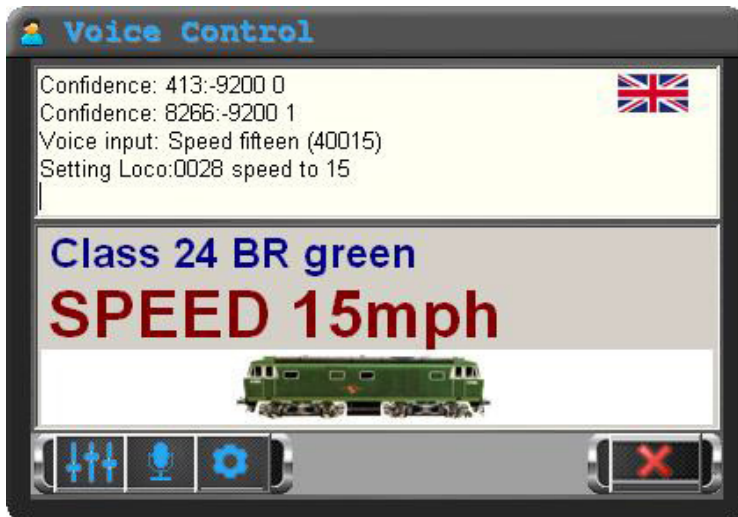 Voice Control
Confidence: 413:-9200 0
Confidence: 8266:-9200 1
Voice input: Speed fifteen (40015)
Setting Loco:0028 speed to 15
Class 24 BR green
SPEED 15mph